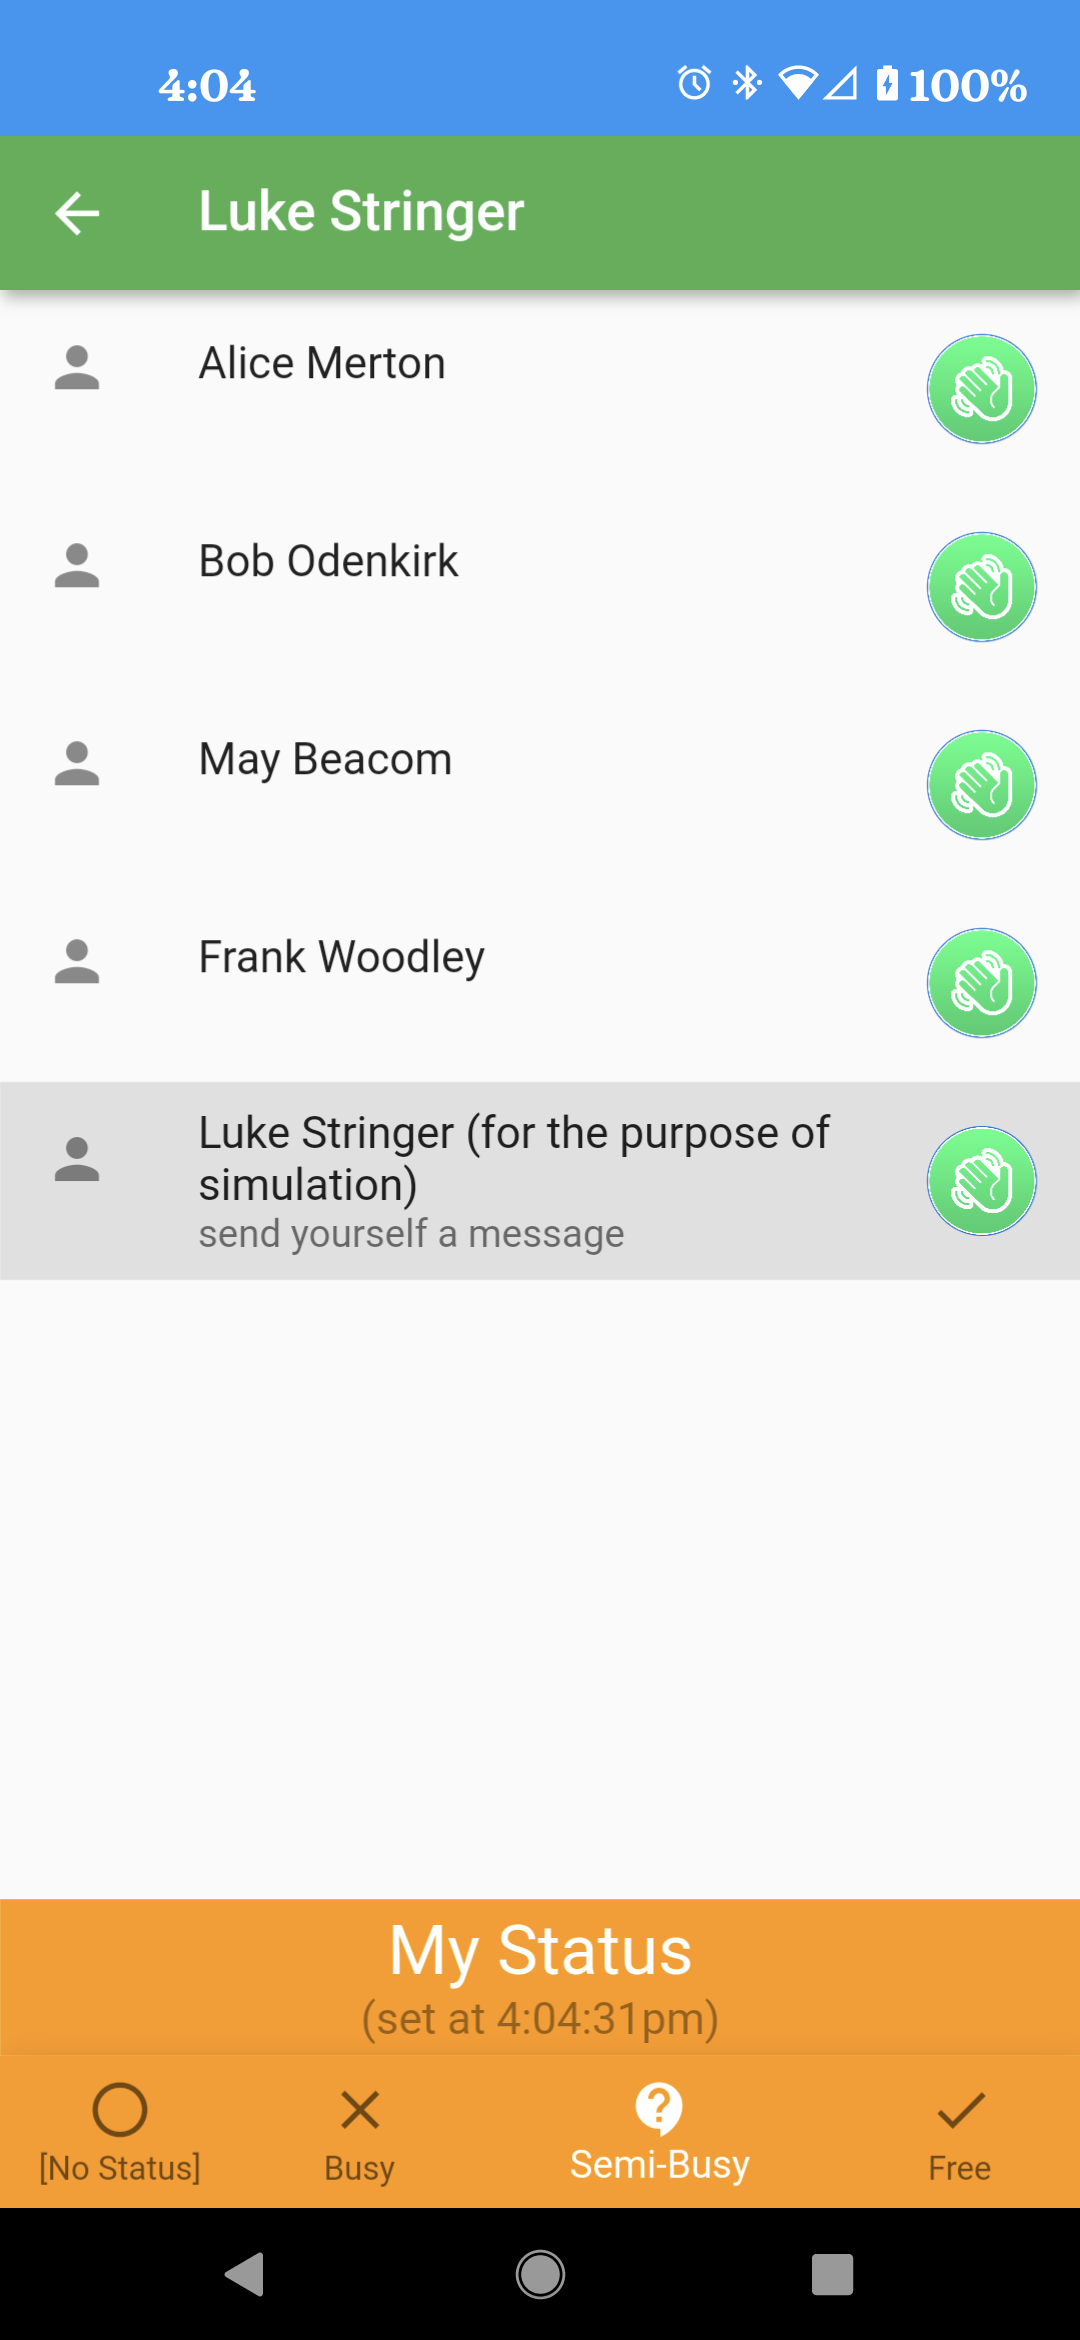 4:04 100%
Luke Stringer
Alice Merton
Bob Odenkirk
May Beacom
Frank Woodley
Luke Stringer (for the purpose of
simulation)
send yourself a message
My Status
(set at 4:04:31pm)
[No Status] Busy Semi-Busy Free